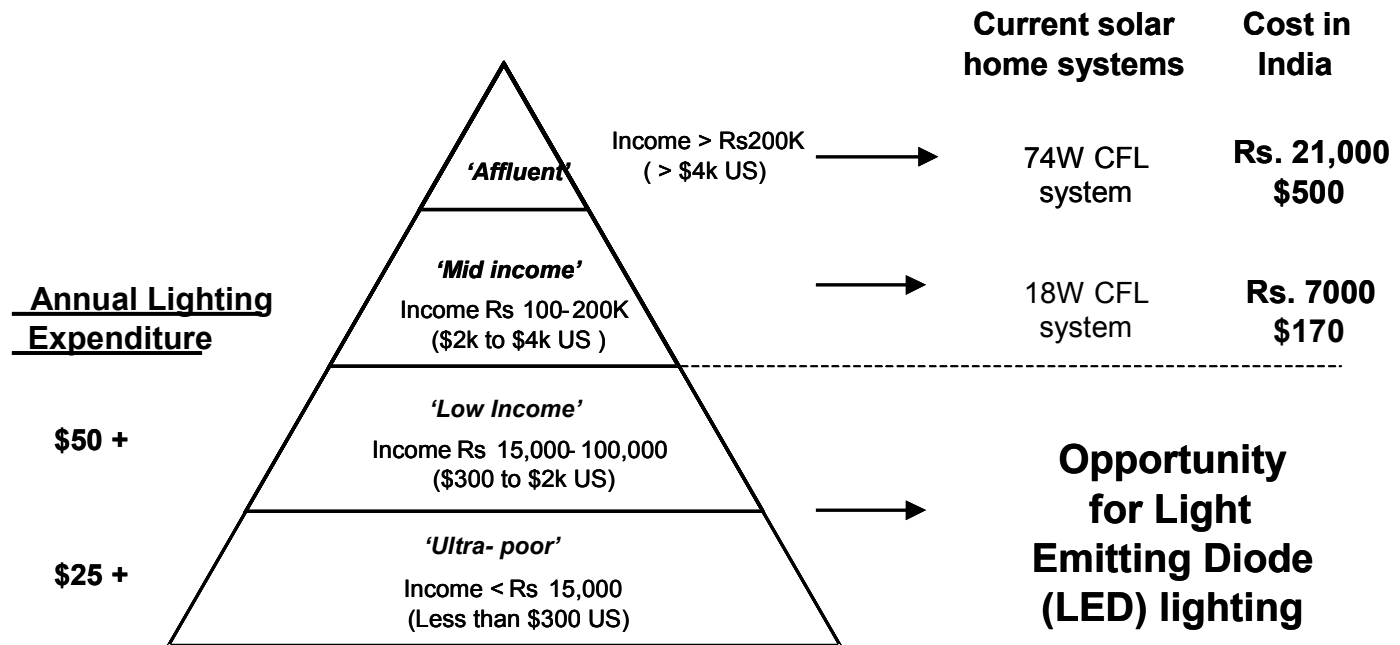 Current solar
home systems
Cost in
India
'Affluent'
Income > Rs200K
( > $4k US)
74W CFL
system
Rs. 21,000
$500
Annual Lighting
Expenditure
'Mid income'
Income Rs 100-200K
($2k to $4k US )
18W CFL
system
Rs. 7000
$170
$50 +
'Low Income'
Income Rs 15,000-100,000
($300 to $2k US)
$25 +
'Ultra- poor'
Income < Rs 15,000
(Less than $300 US)
Opportunity
for Light
Emitting Diode
(LED) lighting